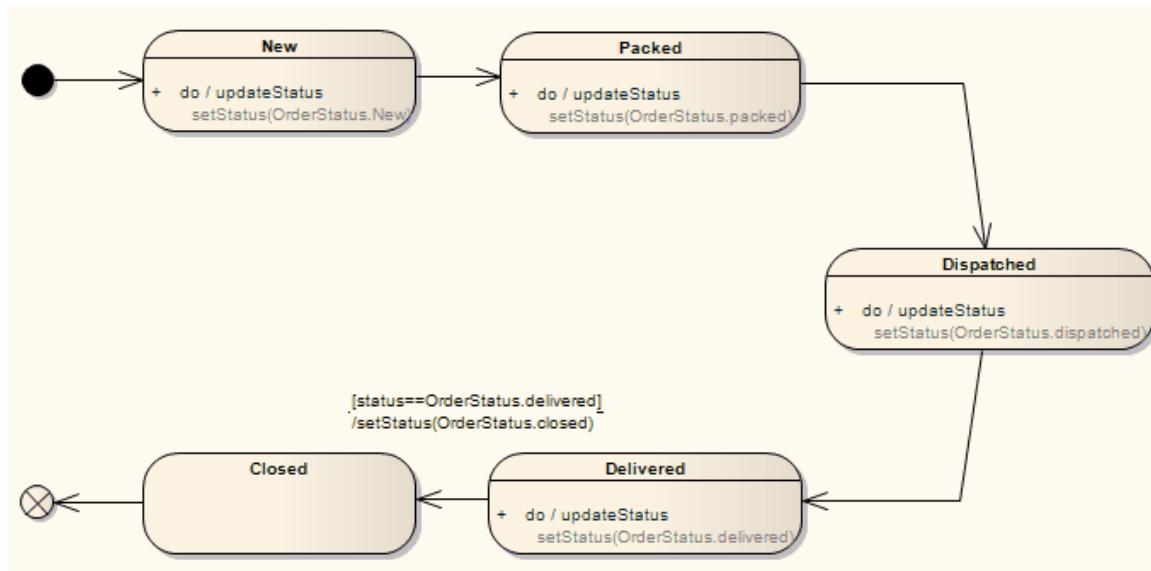 New
+ do / updateStatus
setStatus(OrderStatus.New)
Packed
+ do / updateStatus
setStatus(OrderStatus.packed)
Dispatched
+ do / updateStatus
setStatus(OrderStatus.dispatched)
[status==OrderStatus.delivered]
/setStatus(OrderStatus.closed)
Closed
Delivered
+ do / updateStatus
setStatus(OrderStatus.delivered)